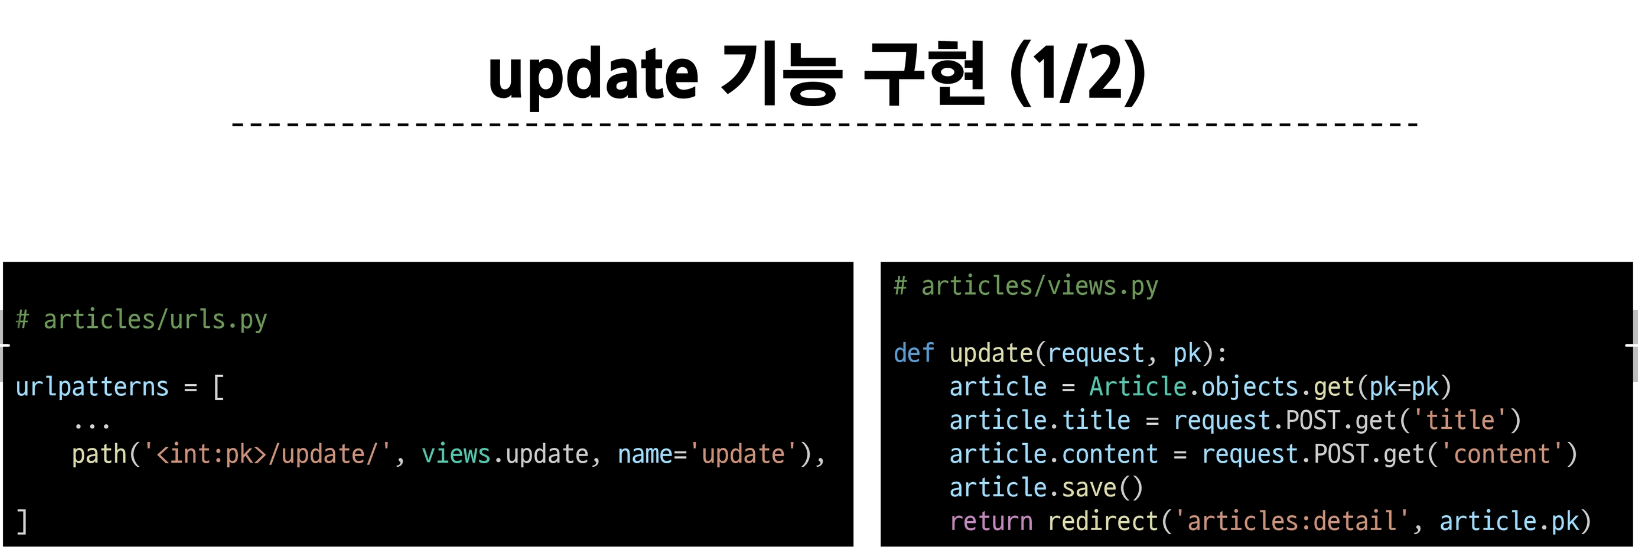 update 기능 구현 (1/2)
# articles/urls.py
urlpatterns = [
    ...
    path('<int:pk>/update/', views.update, name='update'),
]
# articles/views.py
def update(request, pk):
    article = Article.objects.get(pk=pk)
    article.title = request.POST.get('title')
    article.content = request.POST.get('content')
    article.save()
    return redirect('articles:detail', article.pk)